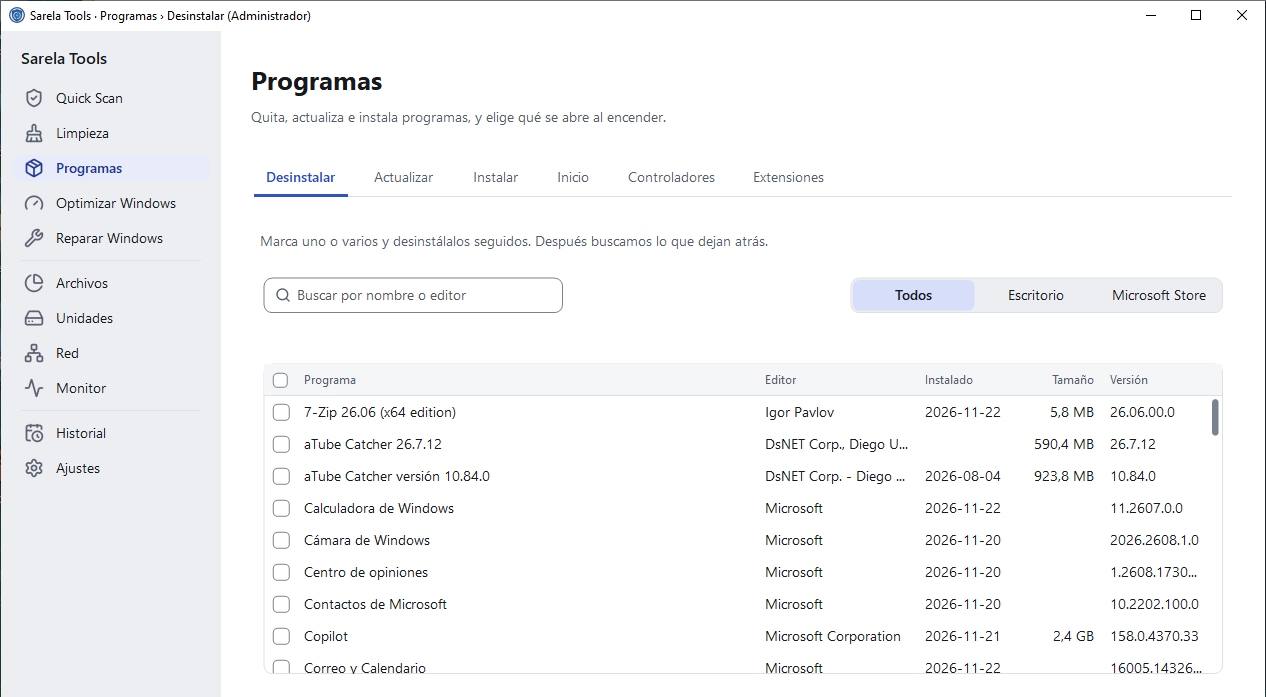 Sarela Tools · Programas › Desinstalar (Administrador)
Sarela Tools
Quick Scan
Limpieza
Programas
Optimizar Windows
Reparar Windows
Archivos
Unidades
Red
Monitor
Historial
Ajustes
Programas
Quita, actualiza e instala programas, y elige qué se abre al encender.
Desinstalar Actualizar Instalar Inicio Controladores Extensiones
Marca uno o varios y desinstálalos seguidos. Después buscamos lo que dejan atrás.
Buscar por nombre o editor
Todos Escritorio Microsoft Store
Programa Editor Instalado Tamaño Versión
7-Zip 26.06 (x64 edition) Igor Pavlov 2026-11-22 5,8 MB 26.06.00.0
aTube Catcher 26.7.12 DsNET Corp., Diego U... 590,4 MB 26.7.12
aTube Catcher versión 10.84.0 DsNET Corp. - Diego ... 2026-08-04 923,8 MB 10.84.0
Calculadora de Windows Microsoft 2026-11-22 11.2607.0.0
Cámara de Windows Microsoft 2026-11-20 2026.2608.1.0
Centro de opiniones Microsoft 2026-11-20 1.2608.1730...
Contactos de Microsoft Microsoft 2026-11-20 10.2202.100.0
Copilot Microsoft Corporation 2026-11-21 2,4 GB 158.0.4370.33
Correo y Calendario Microsoft 2026-11-22 16005.14326...